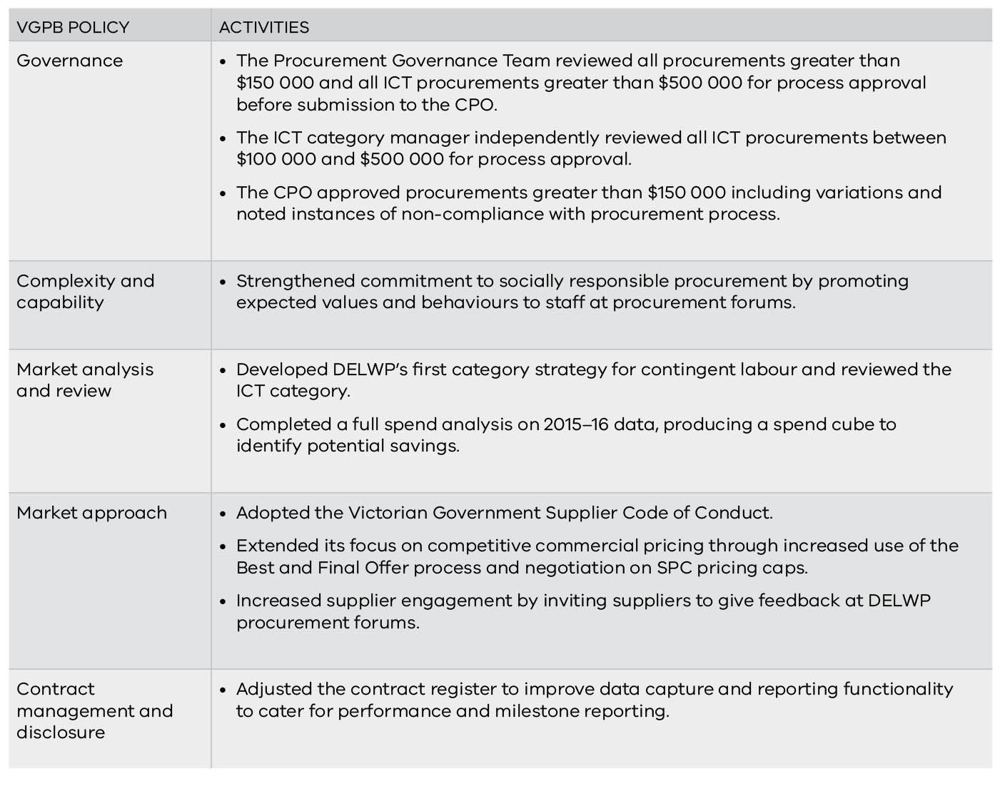 VGPB POLICY
ACTIVITIES
Governance
• The Procurement Governance Team reviewed all procurements greater than
$150 000 and all ICT procurements greater than $500 000 for process approval
before submission to the CPO.
• The ICT category manager independently reviewed all ICT procurements between
$100 000 and $500 000 for process approval.
• The CPO approved procurements greater than $150 000 including variations and
noted instances of non-compliance with procurement process.
Complexity and
capability
• Strengthened commitment to socially responsible procurement by promoting
expected values and behaviours to staff at procurement forums.
Market analysis
and review
• Developed DELWP’s first category strategy for contingent labour and reviewed the
ICT category.
• Completed a full spend analysis on 2015–16 data, producing a spend cube to
identify potential savings.
Market approach
• Adopted the Victorian Government Supplier Code of Conduct.
• Extended its focus on competitive commercial pricing through increased use of the
Best and Final Offer process and negotiation on SPC pricing caps.
• Increased supplier engagement by inviting suppliers to give feedback at DELWP
procurement forums.
Contract
management and
disclosure
• Adjusted the contract register to improve data capture and reporting functionality
to cater for performance and milestone reporting.